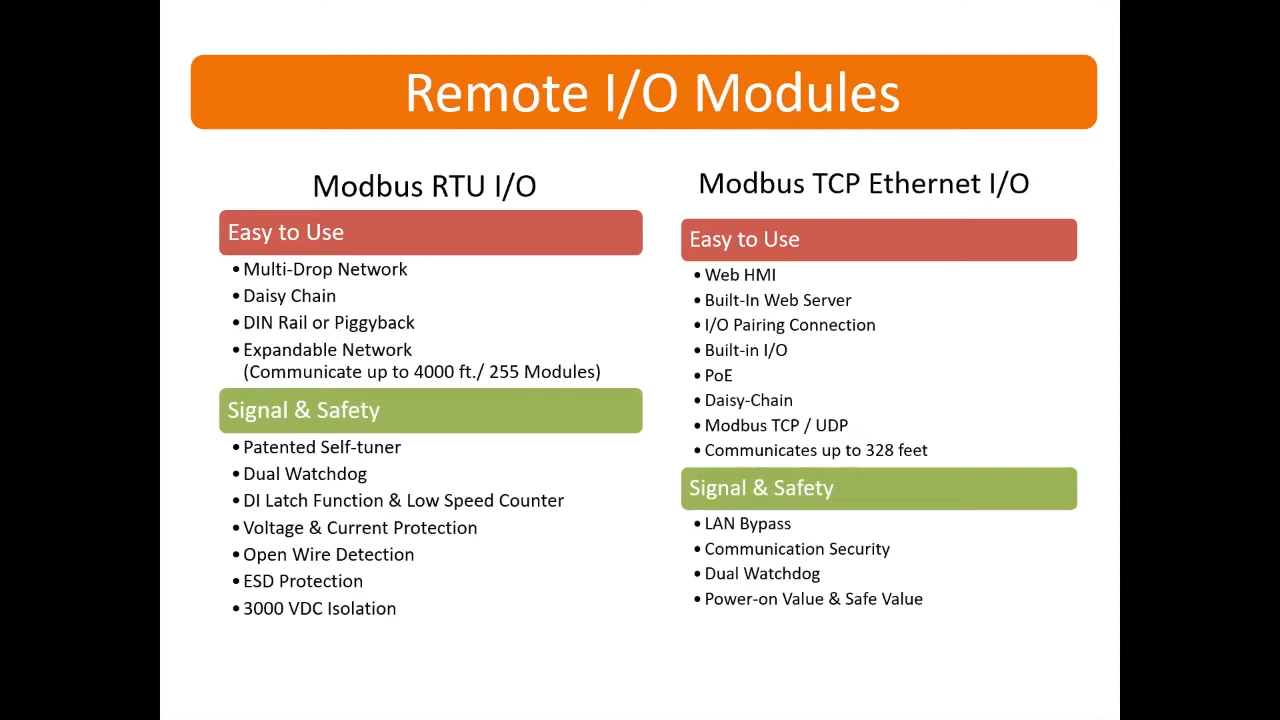 Remote I/O Modules
Modbus RTU I/O
Easy to Use
• Multi-Drop Network
• Daisy Chain
• DIN Rail or Piggyback
• Expandable Network
(Communicate up to 4000 ft./ 255 Modules)
Signal & Safety
• Patented Self-tuner
• Dual Watchdog
• DI Latch Function & Low Speed Counter
• Voltage & Current Protection
• Open Wire Detection
• ESD Protection
• 3000 VDC Isolation
Modbus TCP Ethernet I/O
Easy to Use
• Web HMI
• Built-In Web Server
• I/O Pairing Connection
• Built-in I/O
• PoE
• Daisy-Chain
• Modbus TCP / UDP
• Communicates up to 328 feet
Signal & Safety
• LAN Bypass
• Communication Security
• Dual Watchdog
• Power-on Value & Safe Value